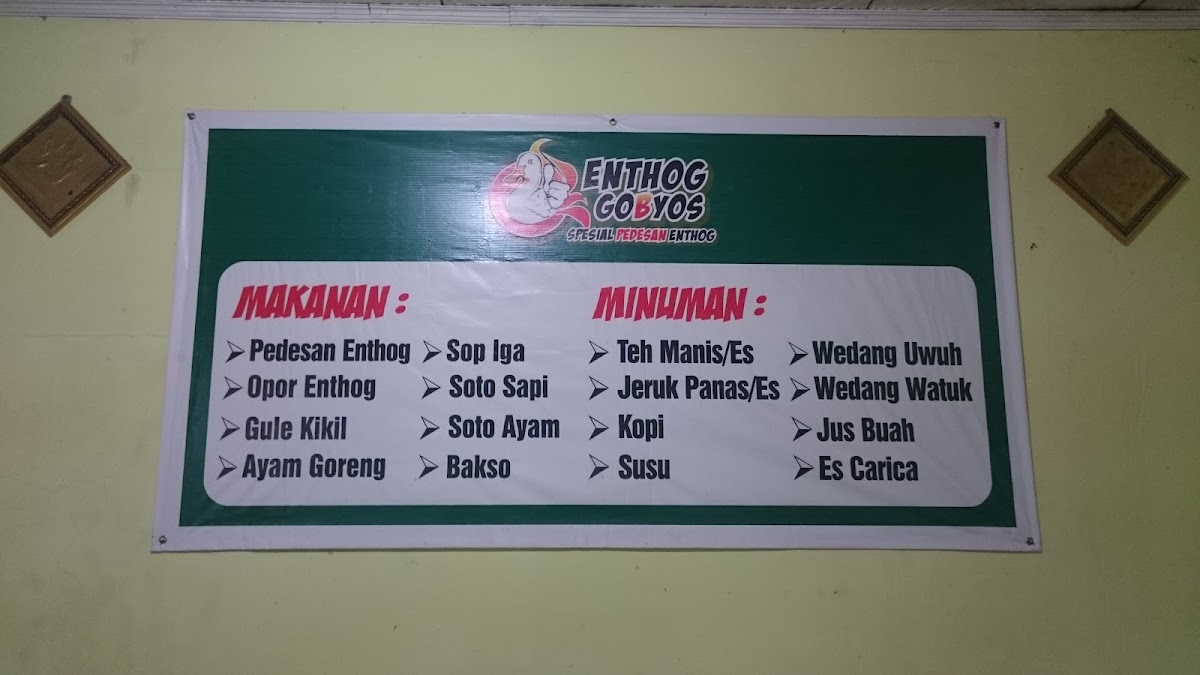 ENTHOG
GOBYOS
SPESIAL PEDESAN ENTHOG
MAKANAN :
Pedesan Enthog
Opor Enthog
Gule Kikil
Ayam Goreng
Sop Iga
Soto Sapi
Soto Ayam
Bakso
MINUMAN :
Teh Manis/Es
Jeruk Panas/Es
Kopi
Susu
Wedang Uwuh
Wedang Watuk
Jus Buah
Es Carica